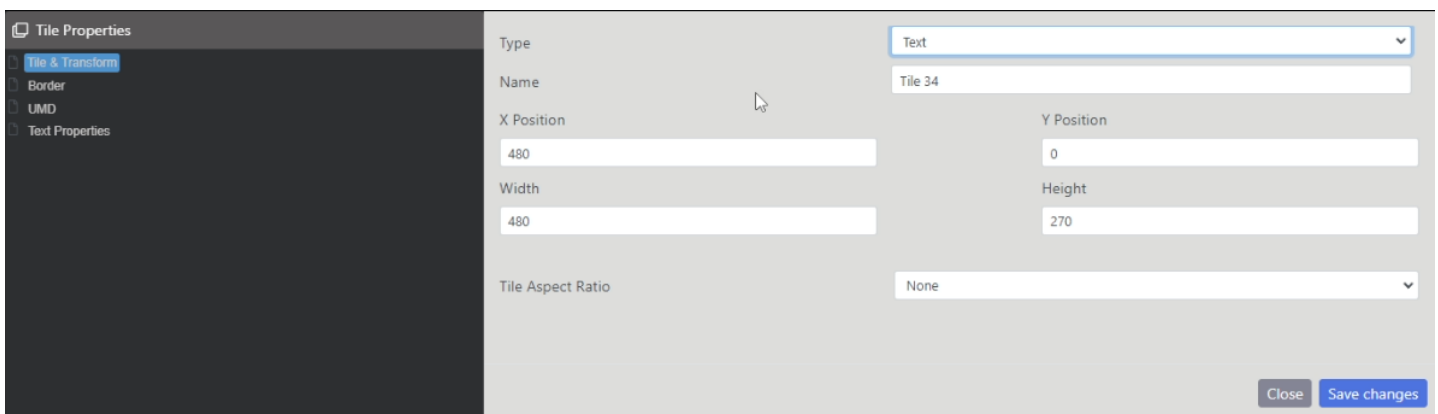 Tile Properties
Tile & Transform
Border
UMD
Text Properties
Type
Text
Name
Tile 34
X Position
Y Position
480
0
Width
Height
480
270
Tile Aspect Ratio
None
Close
Save changes